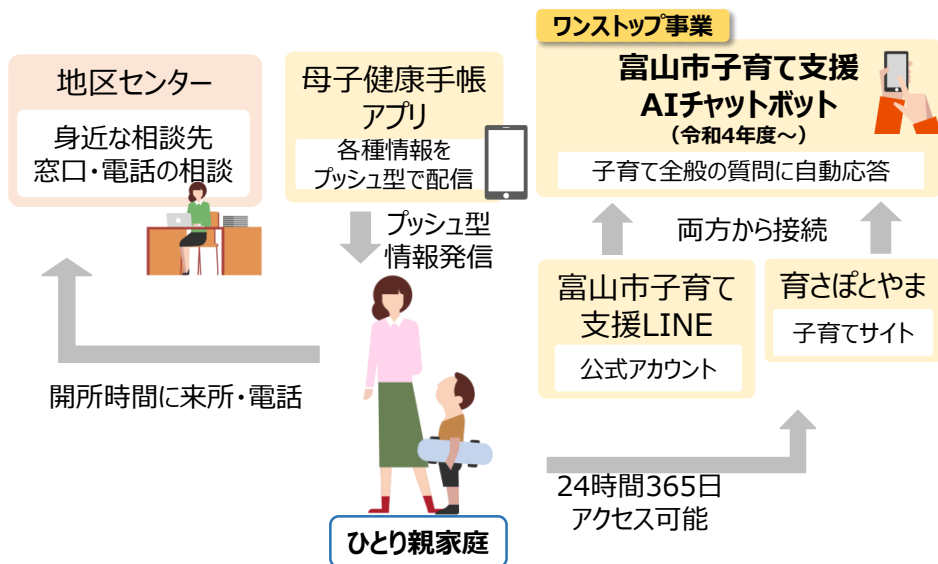 ワンストップ事業
地区センター
身近な相談先
窓口・電話の相談
母子健康手帳
アプリ
各種情報を
プッシュ型で配信
富山市子育て支援
AIチャットボット
（令和4年度～）
子育て全般の質問に自動応答
プッシュ型
情報発信
両方から接続
富山市子育て
支援LINE
公式アカウント
育さぽとやま
子育てサイト
開所時間に来所・電話
24時間365日
アクセス可能
ひとり親家庭